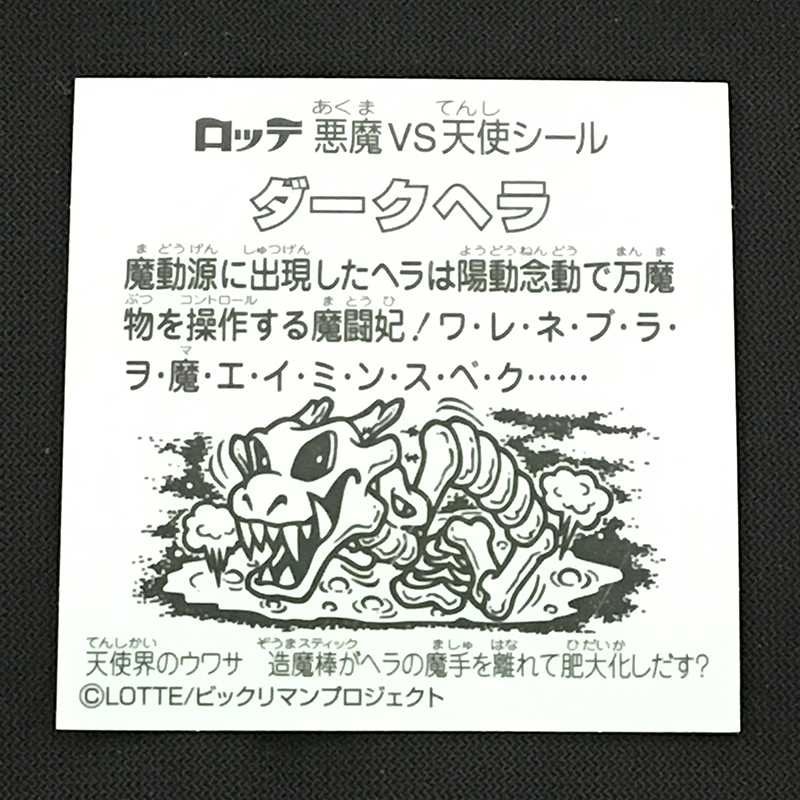 あくま てんし
ロッテ 悪魔VS天使シール
ダークヘラ
まどうげん しゅつげん ようどうねんどう まんま
魔動源に出現したヘラは陽動念動で万魔
ぶつ コントロール まとうひ
物を操作する魔闘妃!ワ・レ・ネ・ブ・ラ・
マ
ヲ・魔・エ・イ・ミ・ン・ス・ベ・ク……
てんしかい ぞうまスティック ましゅ はな ひだいか
天使界のウワサ 造魔棒がヘラの魔手を離れて肥大化しだす?
©LOTTE/ビックリマンプロジェクト